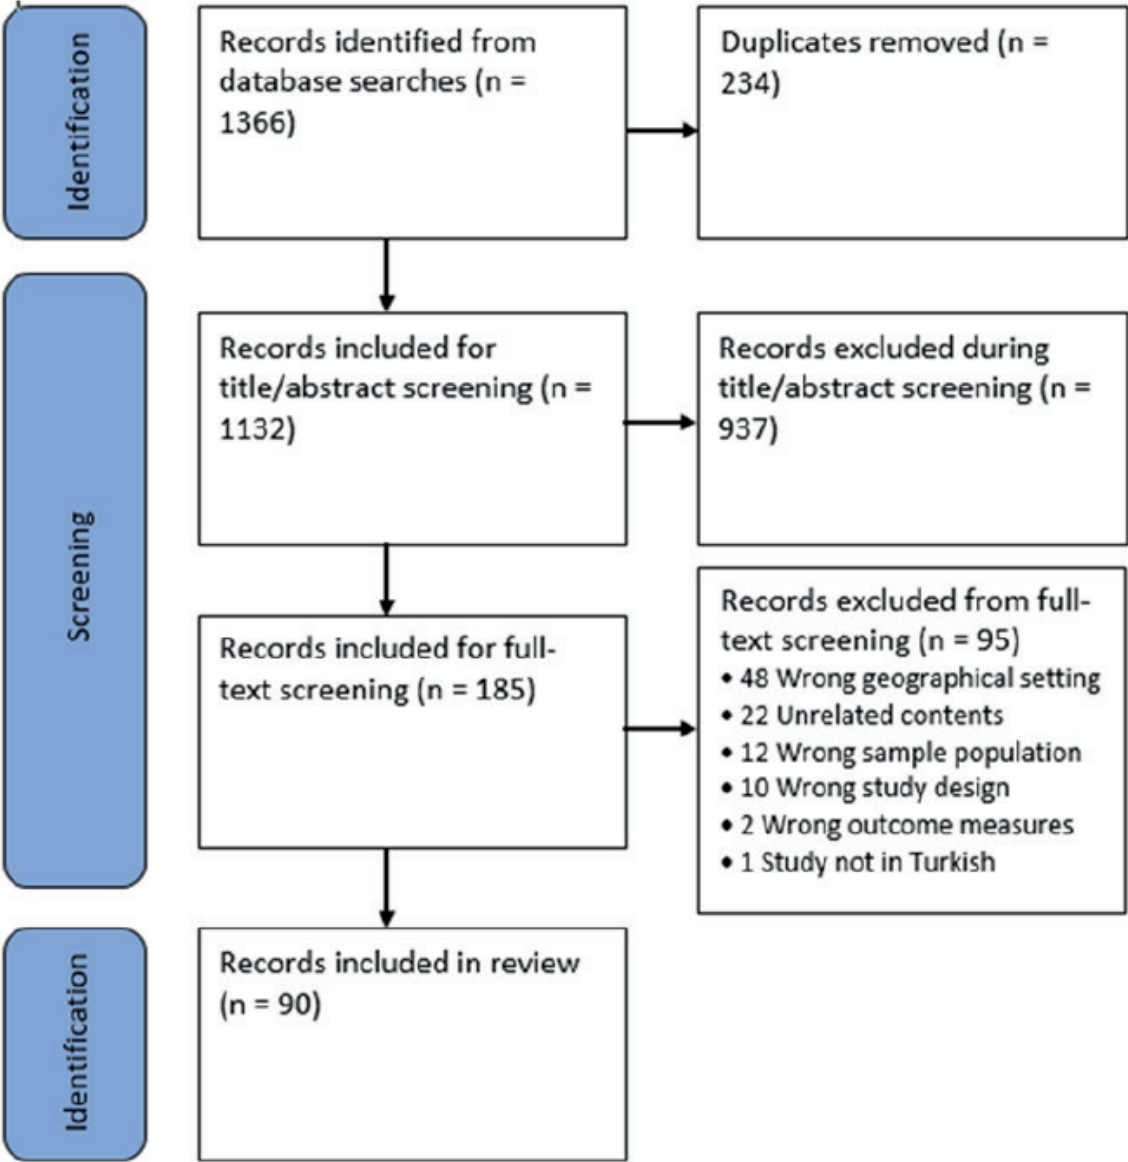 Identification
Records identified from
database searches (n =
1366)
Duplicates removed (n =
234)
Screening
Records included for
title/abstract screening (n =
1132)
Records excluded during
title/abstract screening (n =
937)
Records included for full-
text screening (n = 185)
Records excluded from full-
text screening (n = 95)
• 48 Wrong geographical setting
• 22 Unrelated contents
• 12 Wrong sample population
• 10 Wrong study design
• 2 Wrong outcome measures
• 1 Study not in Turkish
Identification
Records included in review
(n = 90)